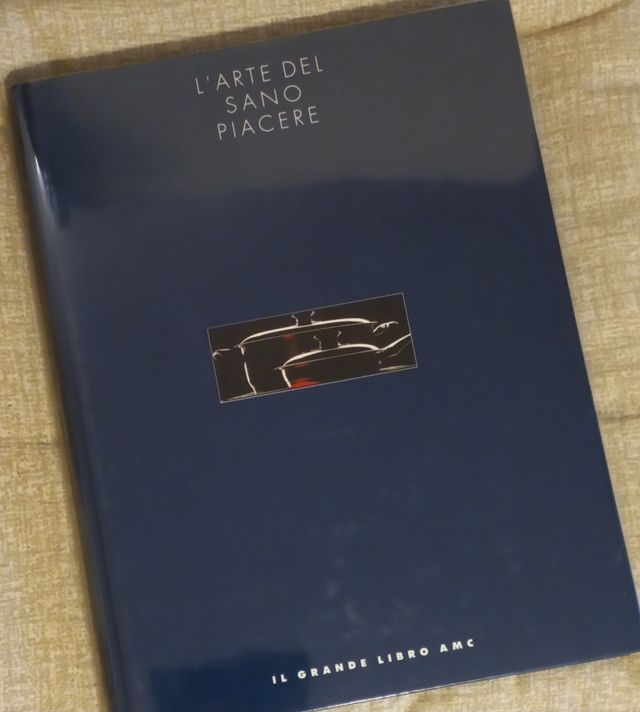 L'ARTE DEL
SANO
PIACERE
IL GRANDE LIBRO AMC